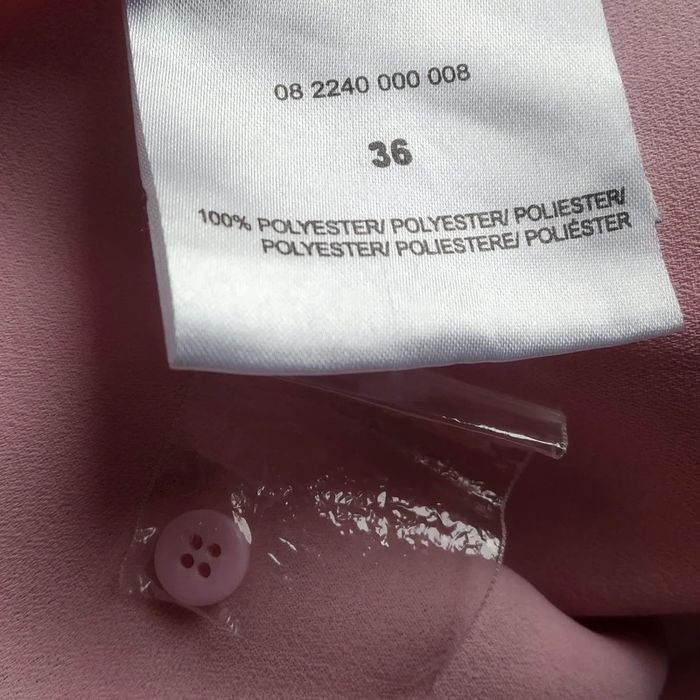 08 2240 000 008
36
100% POLYESTER/ POLYESTER/ POLIESTER/
POLYESTER/ POLIESTERE/ POLIÉSTER